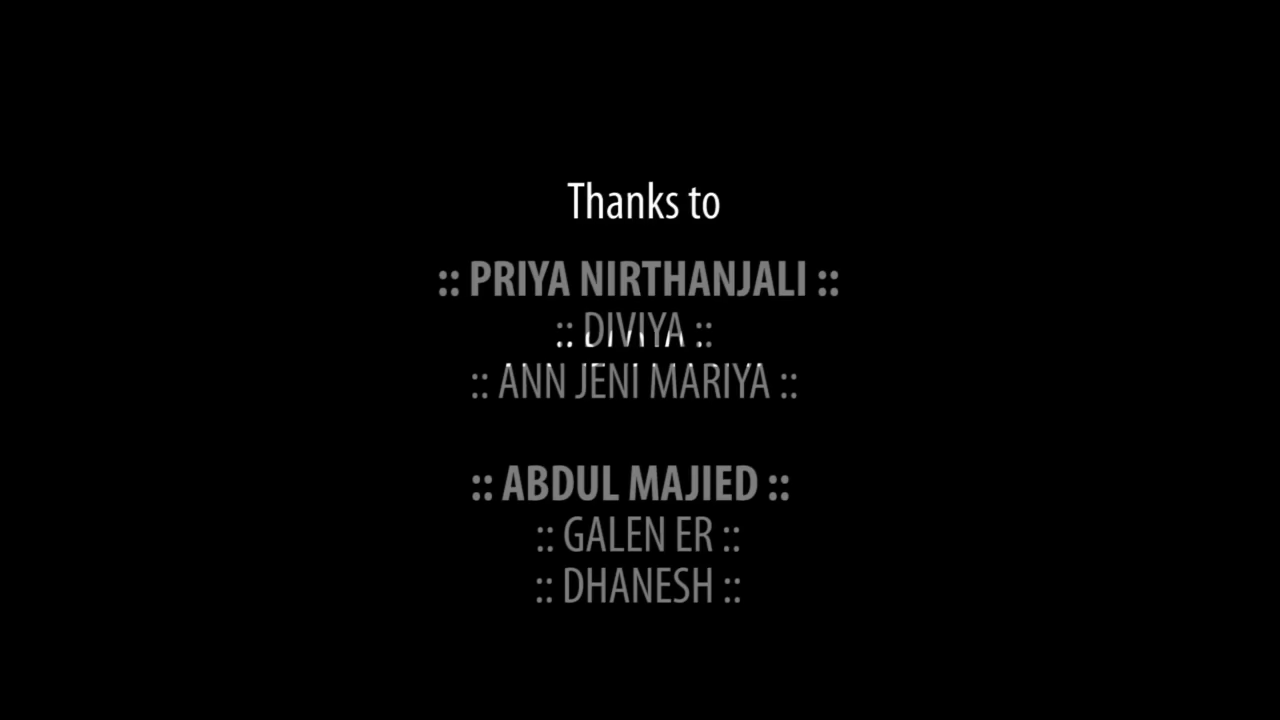 Thanks to
:: PRIYA NIRTHANJALI ::
:: DIVIYA ::
:: ANN JENI MARIYA ::
:: ABDUL MAJIED ::
:: GALEN ER ::
:: DHANESH ::